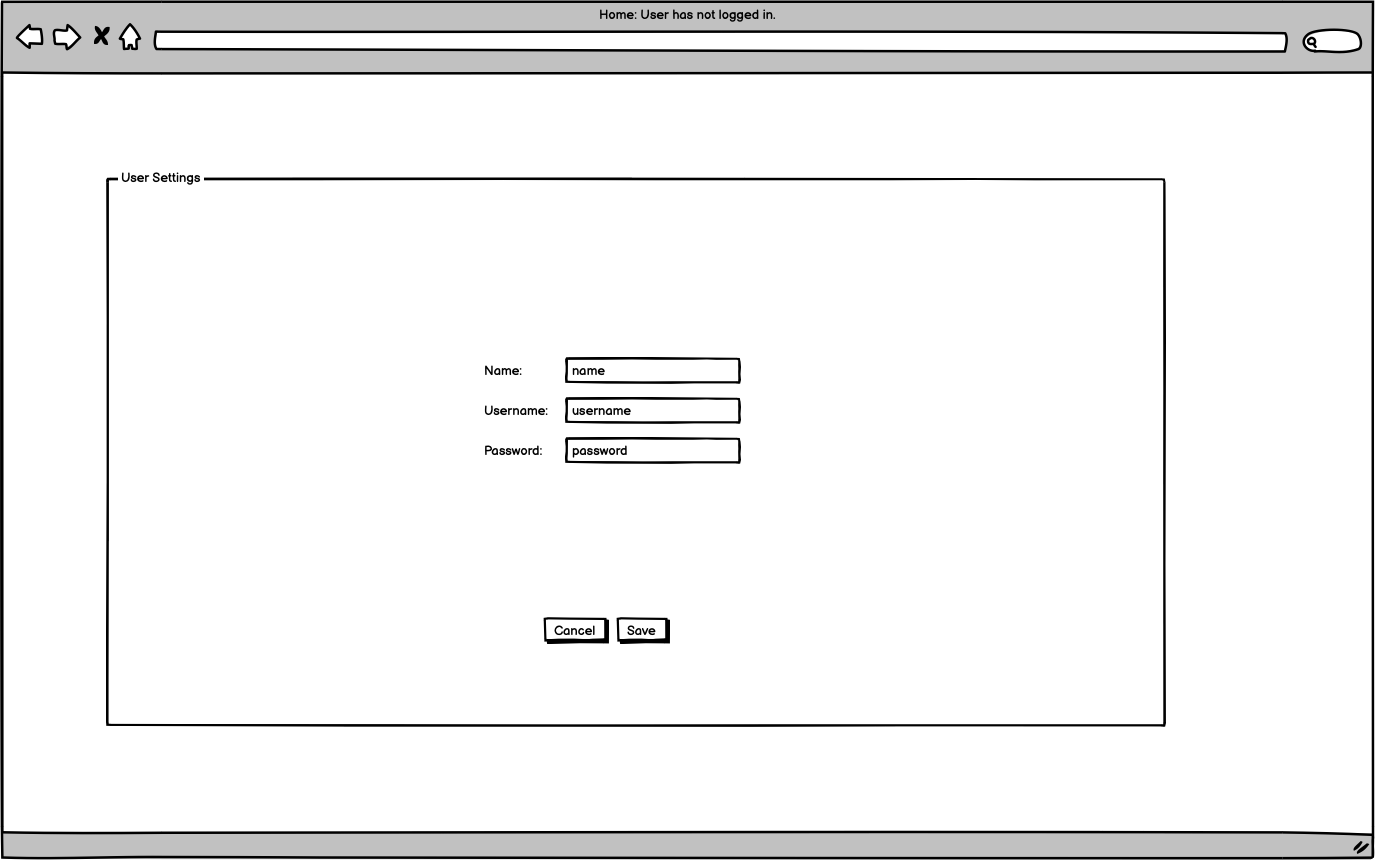 Home: User has not logged in.
User Settings
Name: name
Username: username
Password: password
Cancel Save